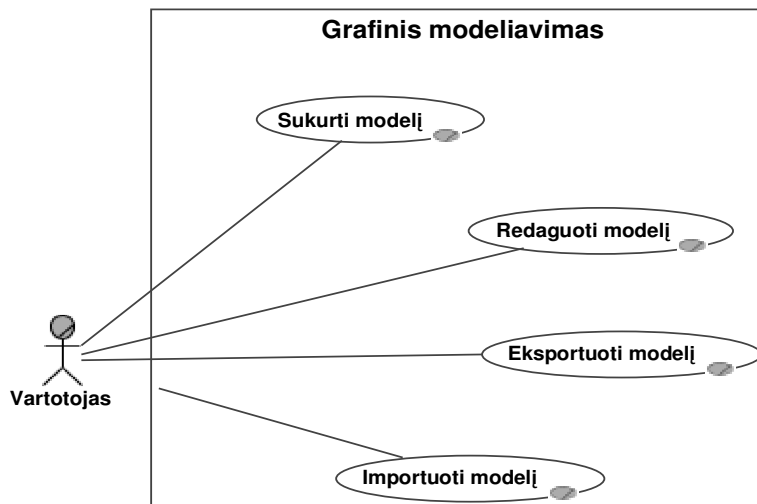 Grafinis modeliavimas
Sukurti modelį
Redaguoti modelį
Eksportuoti modelį
Vartotojas
Importuoti modelį